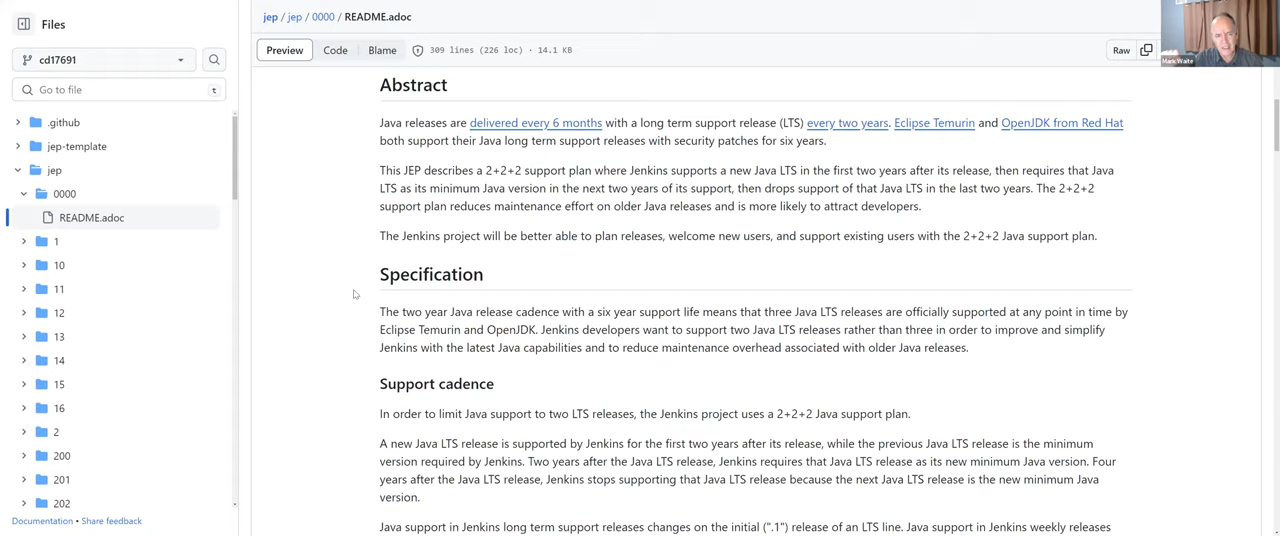 Files
jep / jep / 0000 / README.adoc
cd17691
Preview Code Blame 309 lines (226 loc) · 14.1 KB Raw
Mark Waite
Go to file t
.github
jep-template
jep
0000
README.adoc
1
10
11
12
13
14
15
16
2
200
201
202
Documentation • Share feedback
Abstract
Java releases are delivered every 6 months with a long term support release (LTS) every two years. Eclipse Temurin and OpenJDK from Red Hat
both support their Java long term support releases with security patches for six years.
This JEP describes a 2+2+2 support plan where Jenkins supports a new Java LTS in the first two years after its release, then requires that Java
LTS as its minimum Java version in the next two years of its support, then drops support of that Java LTS in the last two years. The 2+2+2
support plan reduces maintenance effort on older Java releases and is more likely to attract developers.
The Jenkins project will be better able to plan releases, welcome new users, and support existing users with the 2+2+2 Java support plan.
Specification
The two year Java release cadence with a six year support life means that three Java LTS releases are officially supported at any point in time by
Eclipse Temurin and OpenJDK. Jenkins developers want to support two Java LTS releases rather than three in order to improve and simplify
Jenkins with the latest Java capabilities and to reduce maintenance overhead associated with older Java releases.
Support cadence
In order to limit Java support to two LTS releases, the Jenkins project uses a 2+2+2 Java support plan.
A new Java LTS release is supported by Jenkins for the first two years after its release, while the previous Java LTS release is the minimum
version required by Jenkins. Two years after the Java LTS release, Jenkins requires that Java LTS release as its new minimum Java version. Four
years after the Java LTS release, Jenkins stops supporting that Java LTS release because the next Java LTS release is the new minimum Java
version.
Java support in Jenkins long term support releases changes on the initial (".1") release of an LTS line. Java support in Jenkins weekly releases